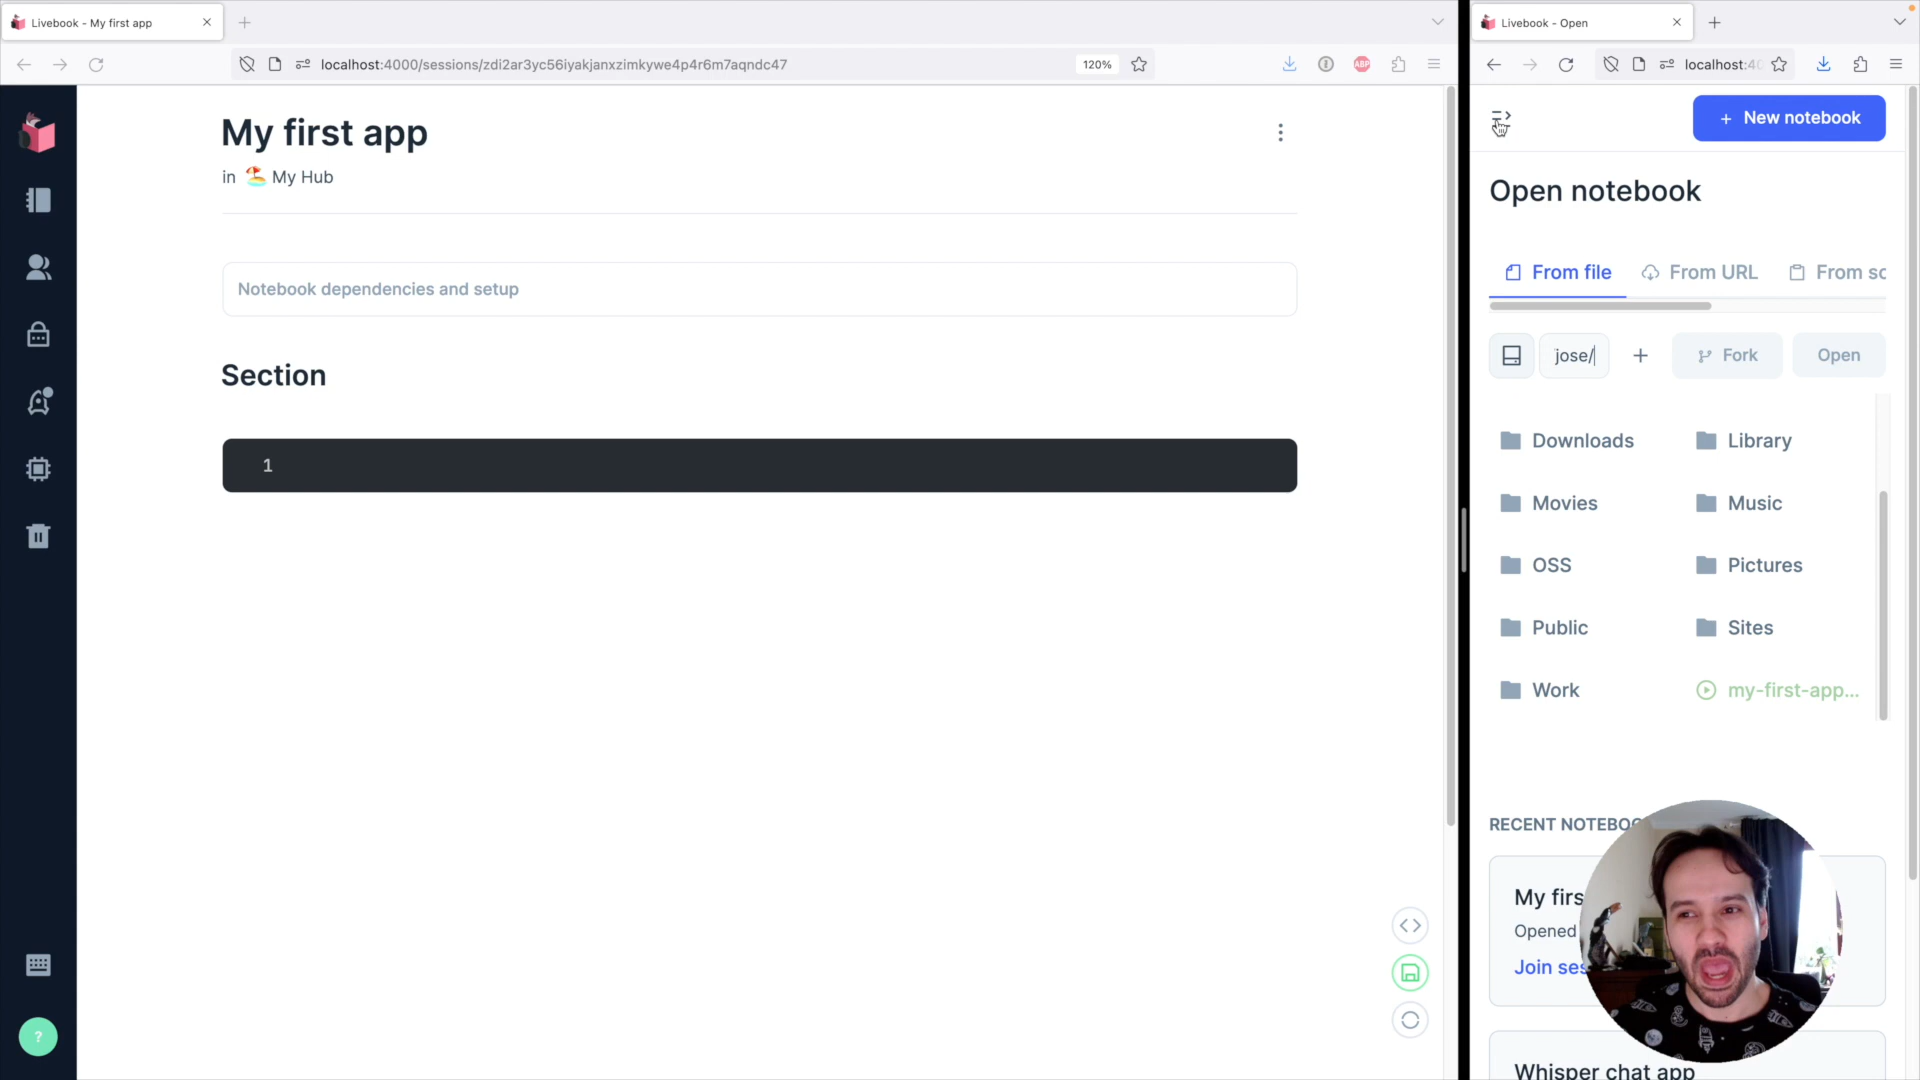 Livebook - My first app
localhost:4000/sessions/zdi2ar3yc56iyakjanxzimkywe4p4r6m7aqndc47
120%
ABP
My first app
in 🏖️ My Hub
Notebook dependencies and setup
Section
1
?
Livebook - Open
localhost:40
+ New notebook
Open notebook
From file
From URL
From sc
jose/
+
Fork
Open
Downloads
Library
Movies
Music
OSS
Pictures
Public
Sites
Work
my-first-app...
RECENT NOTEBOO
My firs
Opened
Join ses
Whisper chat app